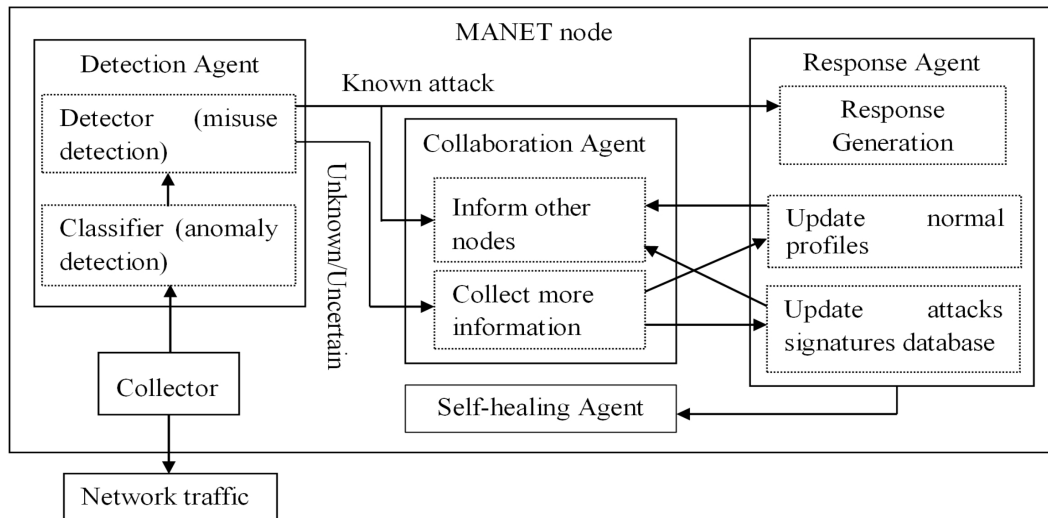 MANET node
Detection Agent
Detector (misuse
detection)
Classifier (anomaly
detection)
Collector
Network traffic
Known attack
Unknown/Uncertain
Collaboration Agent
Inform other
nodes
Collect more
information
Self-healing Agent
Response Agent
Response
Generation
Update normal
profiles
Update attacks
signatures database